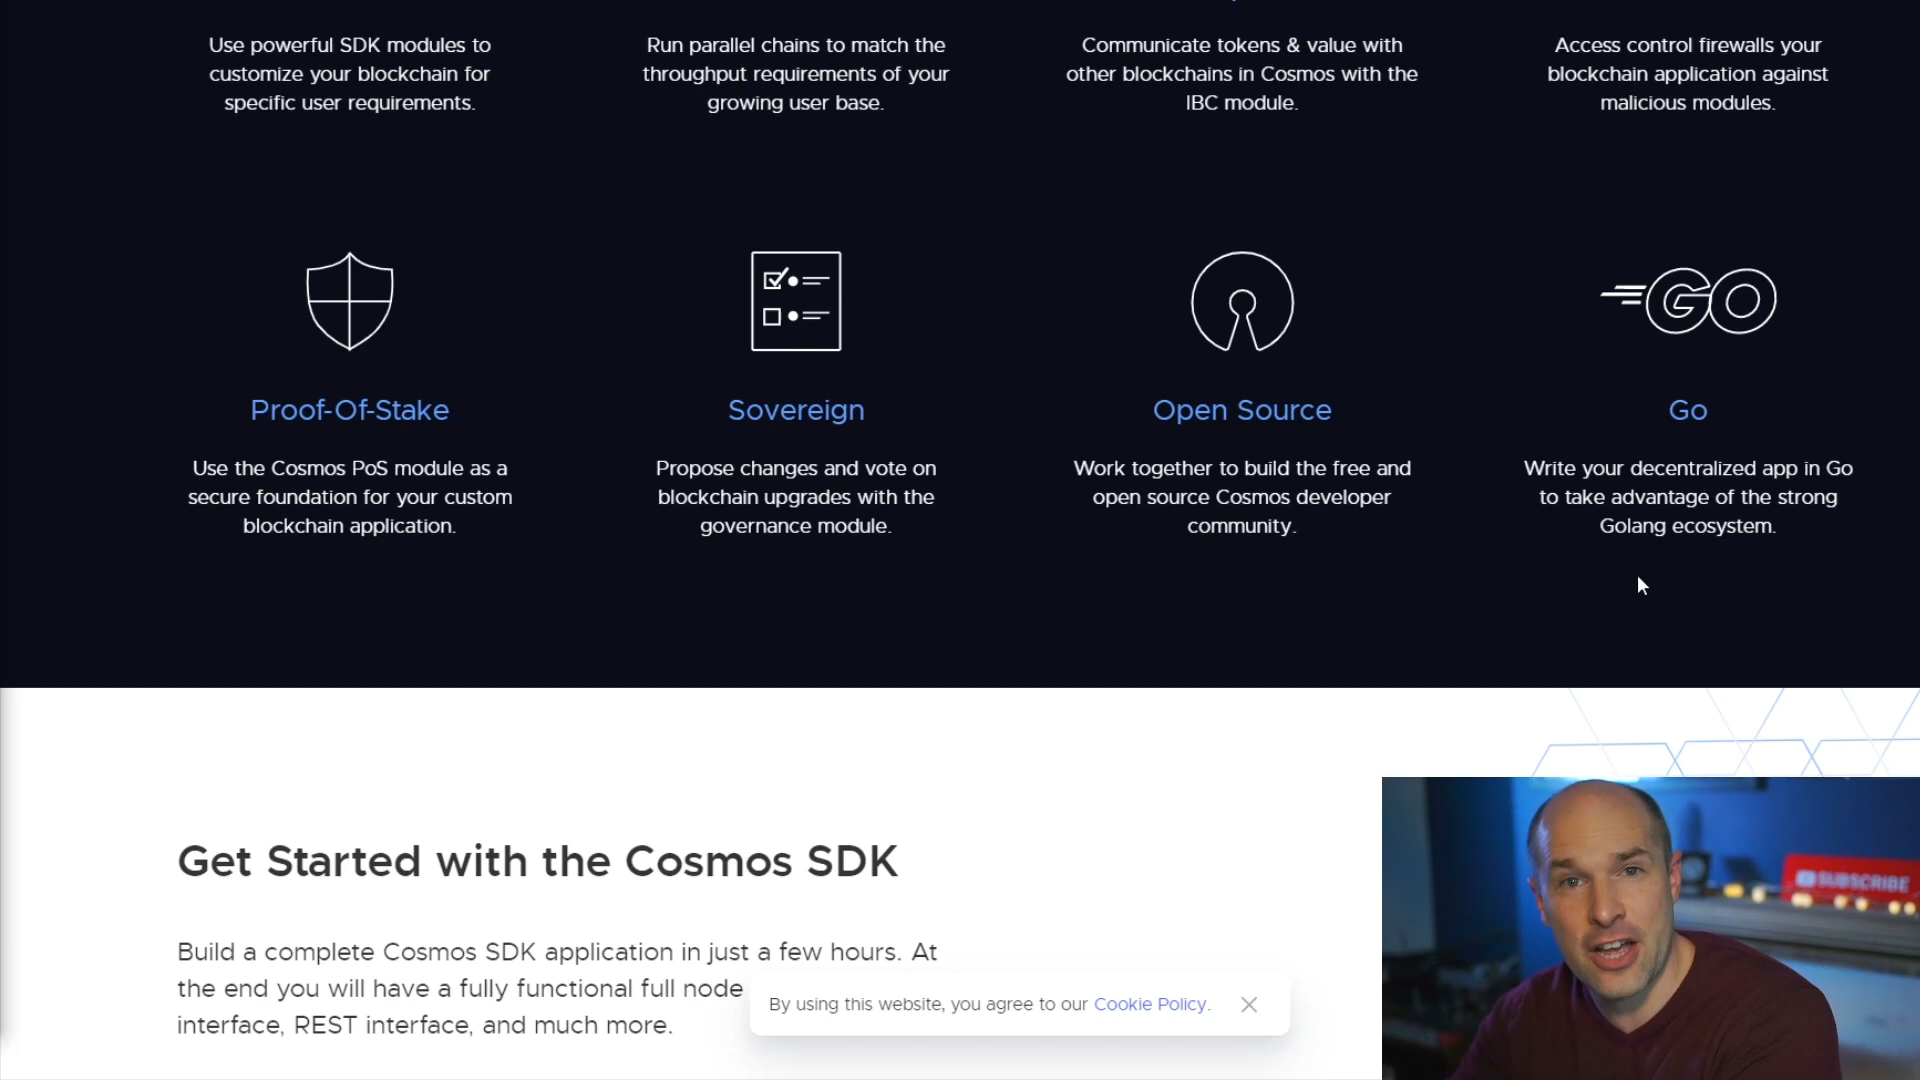 Use powerful SDK modules to
customize your blockchain for
specific user requirements.
Run parallel chains to match the
throughput requirements of your
growing user base.
Communicate tokens & value with
other blockchains in Cosmos with the
IBC module.
Access control firewalls your
blockchain application against
malicious modules.
GO
Proof-Of-Stake
Use the Cosmos PoS module as a
secure foundation for your custom
blockchain application.
Sovereign
Propose changes and vote on
blockchain upgrades with the
governance module.
Open Source
Work together to build the free and
open source Cosmos developer
community.
Go
Write your decentralized app in Go
to take advantage of the strong
Golang ecosystem.
Get Started with the Cosmos SDK
Build a complete Cosmos SDK application in just a few hours. At
the end you will have a fully functional full node
interface, REST interface, and much more.
By using this website, you agree to our Cookie Policy.
SUBSCRIBE